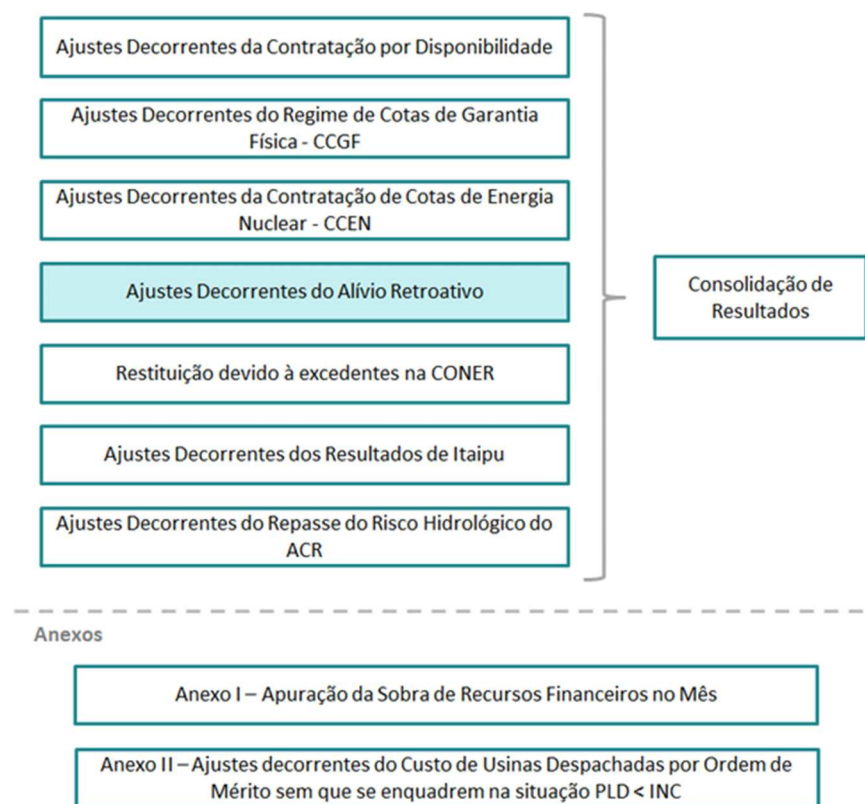 Ajustes Decorrentes da Contratação por Disponibilidade
Ajustes Decorrentes do Regime de Cotas de Garantia
Física - CCGF
Ajustes Decorrentes da Contratação de Cotas de Energia
Nuclear - CCEN
Ajustes Decorrentes do Alívio Retroativo
Restituição devido à excedentes na CONER
Ajustes Decorrentes dos Resultados de Itaipu
Ajustes Decorrentes do Repasse do Risco Hidrológico do
ACR
Consolidação de
Resultados
Anexos
Anexo I – Apuração da Sobra de Recursos Financeiros no Mês
Anexo II – Ajustes decorrentes do Custo de Usinas Despachadas por Ordem de
Mérito sem que se enquadrem na situação PLD < INC